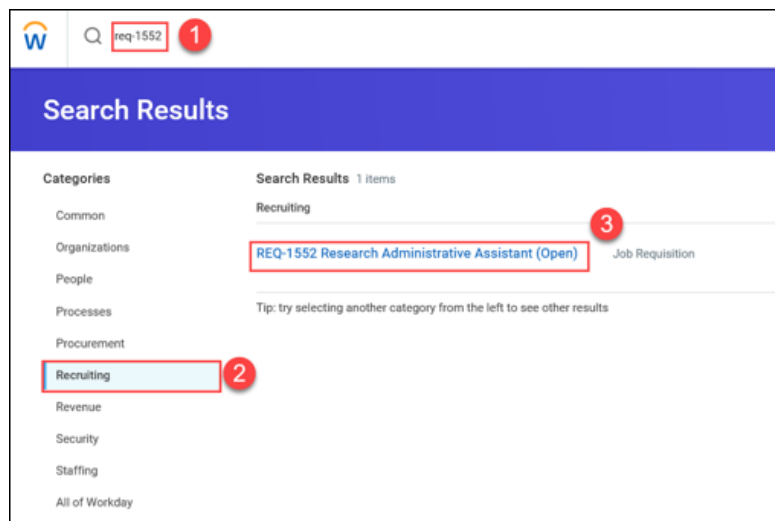 W
req-1552
1
Search Results
Categories
Common
Organizations
People
Processes
Procurement
Recruiting
2
Revenue
Security
Staffing
All of Workday
Search Results 1 items
Recruiting
3
REQ-1552 Research Administrative Assistant (Open) Job Requisition
Tip: try selecting another category from the left to see other results